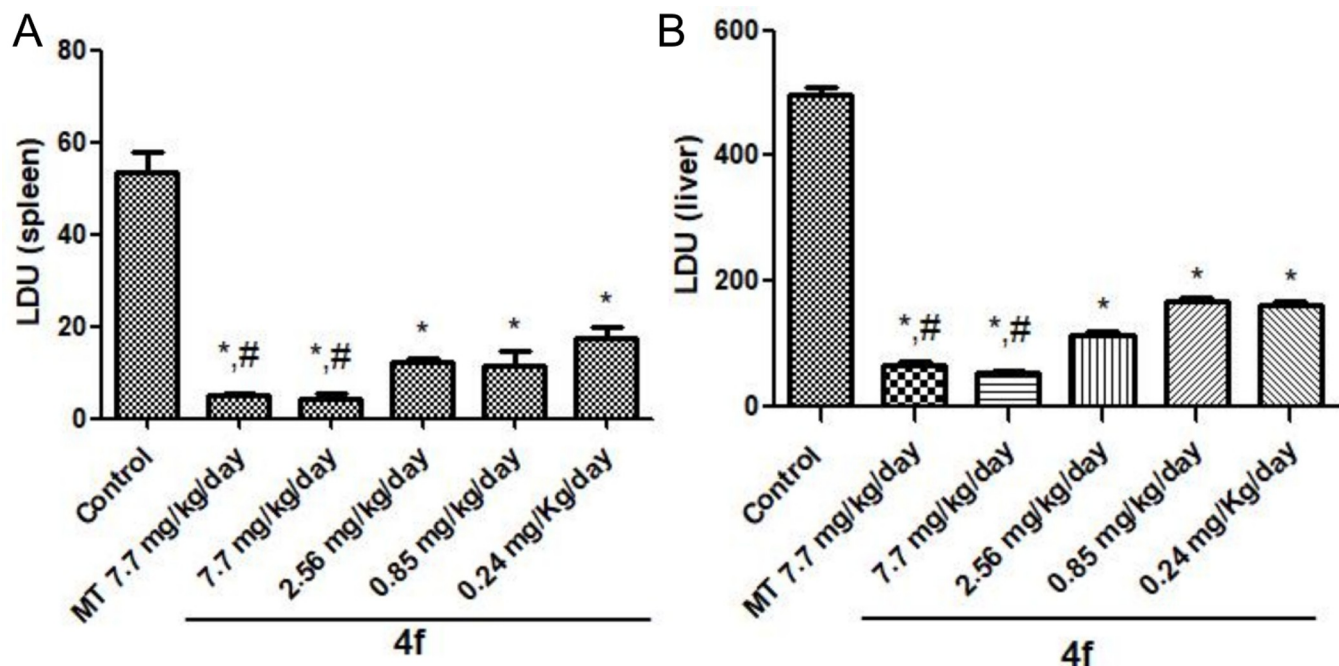 A
80
60
40
20
0
LDU (spleen)
*,#
*,#
*
*
*
Control
MT 7.7 mg/kg/day
7.7 mg/kg/day
2.56 mg/kg/day
0.85 mg/kg/day
0.24 mg/Kg/day
4f
B
600
400
200
0
LDU (liver)
*,#
*,#
*
*
*
Control
MT 7.7 mg/kg/day
7.7 mg/kg/day
2.56 mg/kg/day
0.85 mg/kg/day
0.24 mg/Kg/day
4f